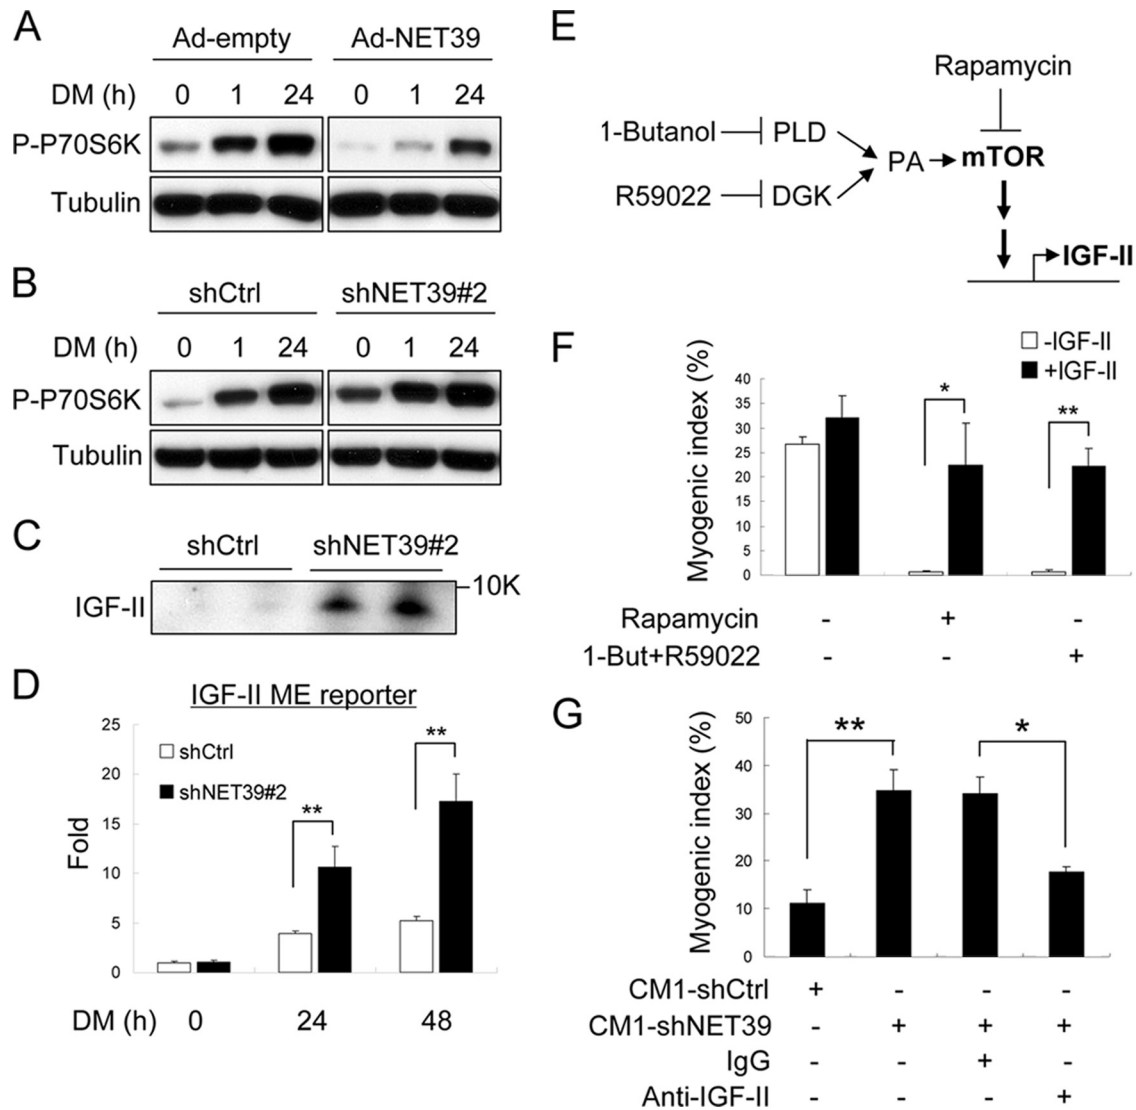 A
Ad-empty Ad-NET39
DM (h) 0 1 24 0 1 24
P-P70S6K
Tubulin
B
shCtrl shNET39#2
DM (h) 0 1 24 0 1 24
P-P70S6K
Tubulin
C
shCtrl shNET39#2
10K
IGF-II
D
IGF-II ME reporter
25
20
15
10
5
0
Fold
shCtrl
shNET39#2
**
**
DM (h) 0 24 48
E
Rapamycin
1-Butanol PLD
PA mTOR
R59022 DGK
IGF-II
F
-IGF-II
+IGF-II
Myogenic index (%)
40
35
30
25
20
15
10
5
0
*
**
Rapamycin - + -
1-But+R59022 - - +
G
Myogenic index (%)
50
40
30
20
10
0
**
*
CM1-shCtrl + - - -
CM1-shNET39 - + + +
IgG - - + -
Anti-IGF-II - - - +